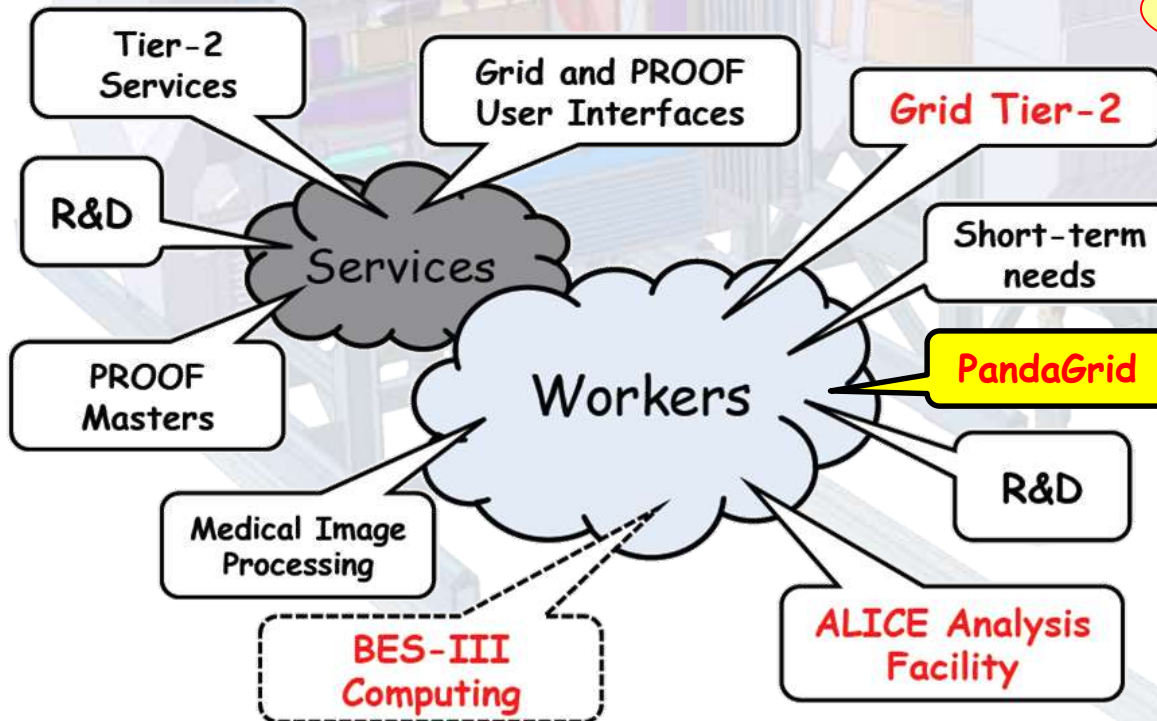 Tier-2
Services
Grid and PROOF
User Interfaces
Grid Tier-2
R&D
Services
Short-term
needs
PROOF
Masters
Workers
PandaGrid
R&D
Medical Image
Processing
BES-III
Computing
ALICE Analysis
Facility